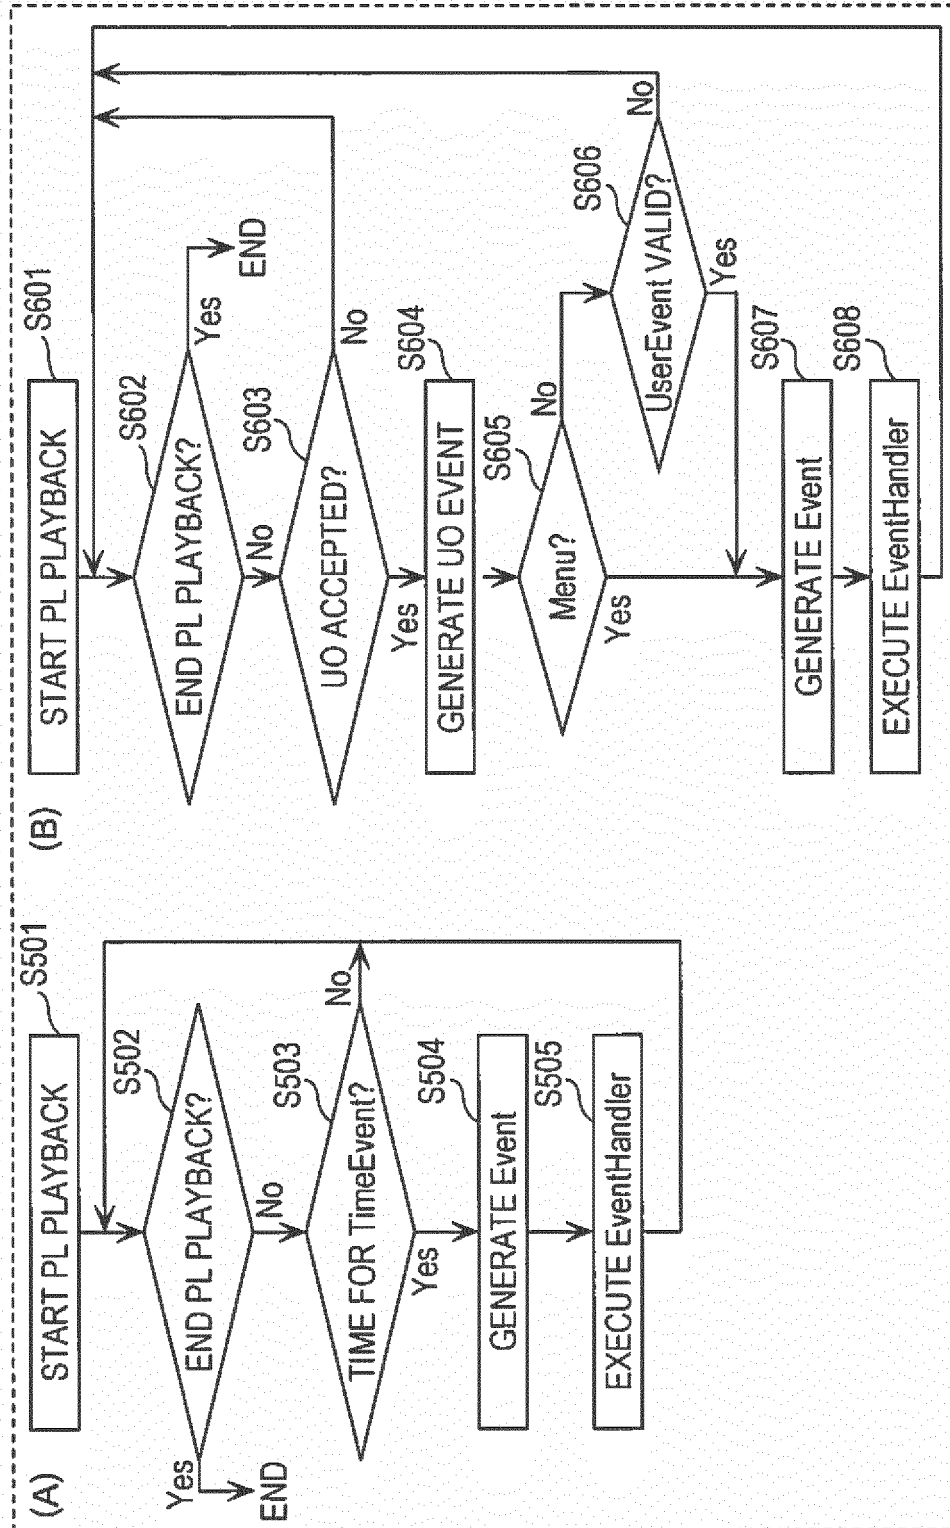 (A)
START PL PLAYBACK
S501
END PL PLAYBACK?
S502
Yes
END
No
TIME FOR TimeEvent?
S503
No
Yes
GENERATE Event
S504
EXECUTE EventHandler
S505
(B)
START PL PLAYBACK
S601
END PL PLAYBACK?
S602
Yes
END
No
UO ACCEPTED?
S603
No
Yes
GENERATE UO EVENT
S604
Menu?
S605
No
Yes
UserEvent VALID?
S606
No
Yes
GENERATE Event
S607
EXECUTE EventHandler
S608